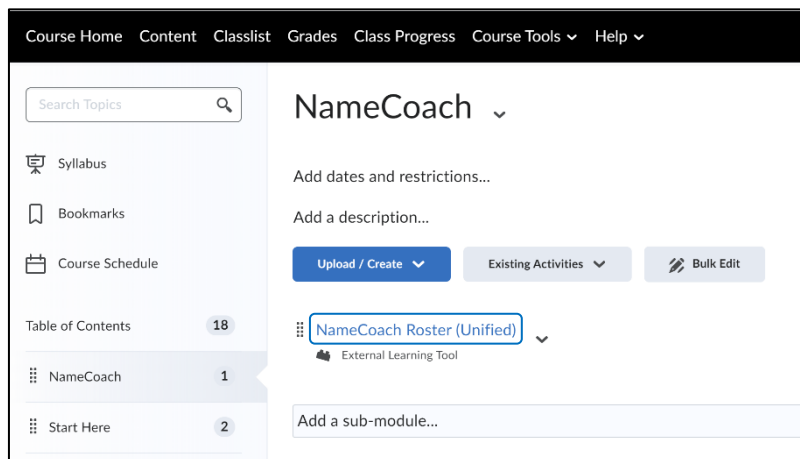 Course Home Content Classlist Grades Class Progress Course Tools Help
Search Topics
Syllabus
Bookmarks
Course Schedule
Table of Contents 18
NameCoach 1
Start Here 2
NameCoach
Add dates and restrictions...
Add a description...
Upload / Create Existing Activities Bulk Edit
NameCoach Roster (Unified)
External Learning Tool
Add a sub-module...